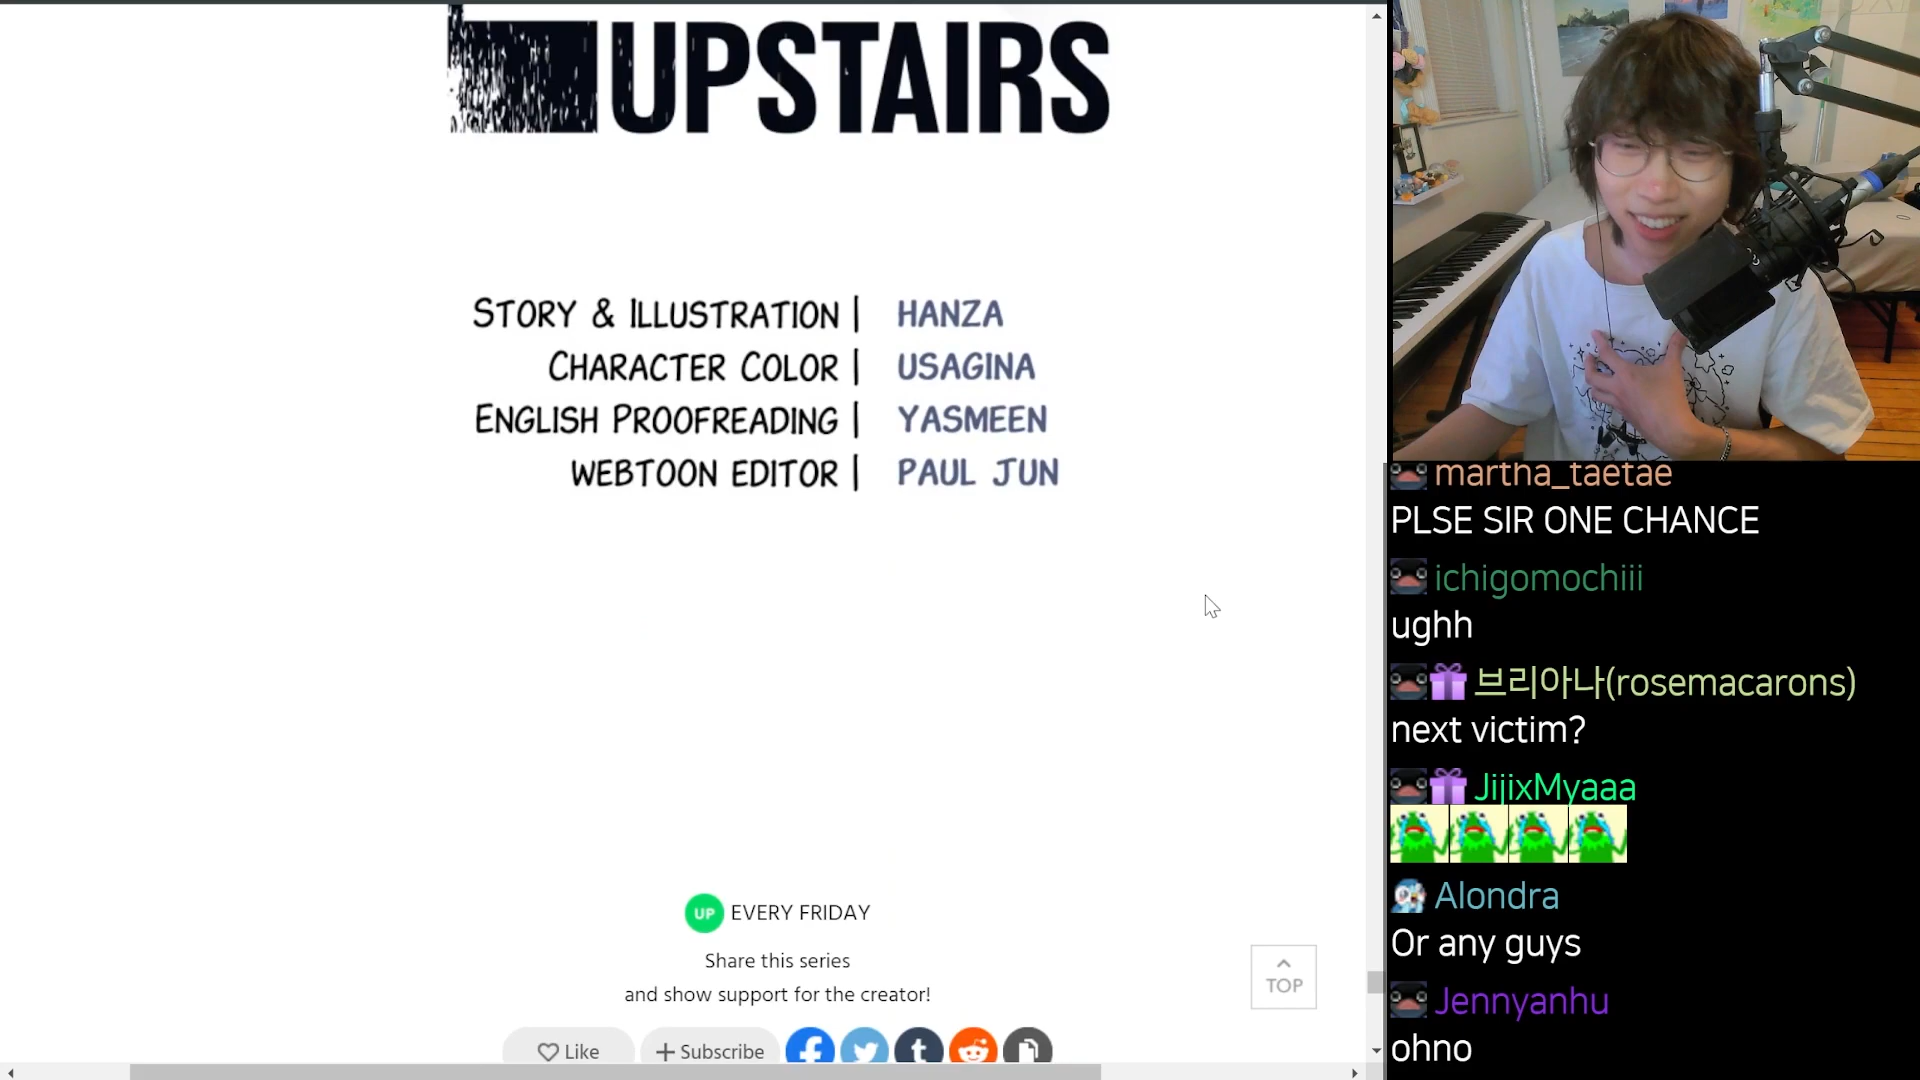 UPSTAIRS
STORY & ILLUSTRATION | HANZA
CHARACTER COLOR | USAGINA
ENGLISH PROOFREADING | YASMEEN
WEBTOON EDITOR | PAUL JUN
UP EVERY FRIDAY
Share this series
and show support for the creator!
TOP
Like
+ Subscribe
martha_taetae
PLSE SIR ONE CHANCE
ichigomochiii
ughh
브리아나(rosemacarons)
next victim?
JijixMyaaa
Alondra
Or any guys
Jennyanhu
ohno